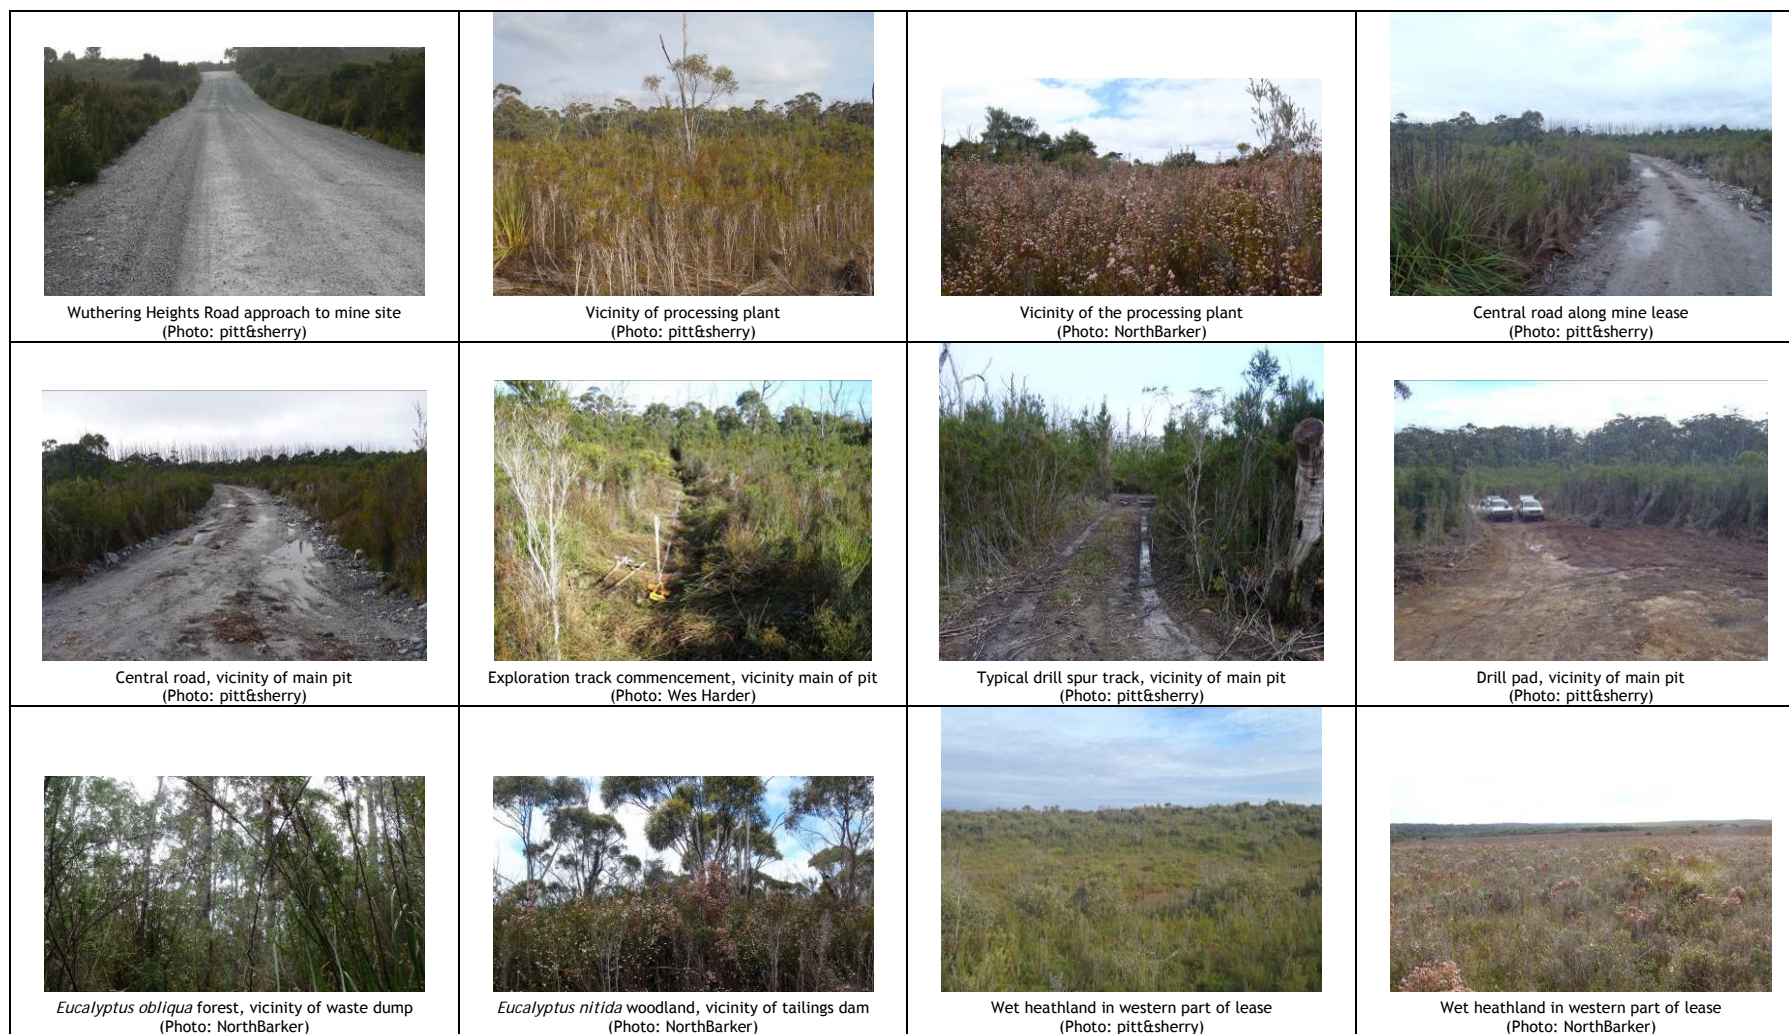 Wuthering Heights Road approach to mine site
(Photo: pitt&sherry)
Vicinity of processing plant
(Photo: pitt&sherry)
Vicinity of the processing plant
(Photo: NorthBarker)
Central road along mine lease
(Photo: pitt&sherry)
Central road, vicinity of main pit
(Photo: pitt&sherry)
Exploration track commencement, vicinity main of pit
(Photo: Wes Harder)
Typical drill spur track, vicinity of main pit
(Photo: pitt&sherry)
Drill pad, vicinity of main pit
(Photo: pitt&sherry)
Eucalyptus obliqua forest, vicinity of waste dump
(Photo: NorthBarker)
Eucalyptus nitida woodland, vicinity of tailings dam
(Photo: NorthBarker)
Wet heathland in western part of lease
(Photo: pitt&sherry)
Wet heathland in western part of lease
(Photo: NorthBarker)